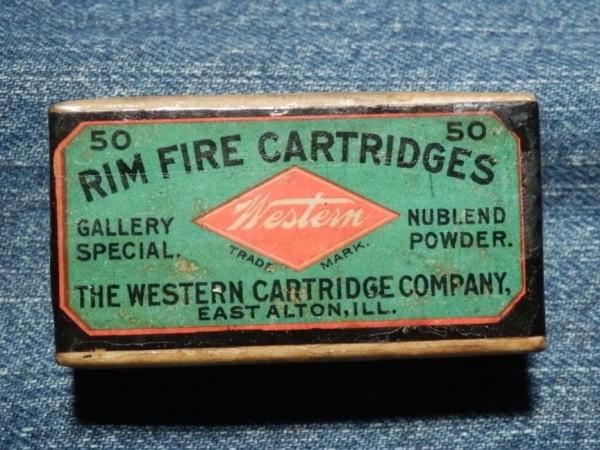 50 50
RIM FIRE CARTRIDGES
Western
GALLERY
SPECIAL.
NUBLEND
POWDER.
TRADE MARK.
THE WESTERN CARTRIDGE COMPANY,
EAST ALTON, ILL.